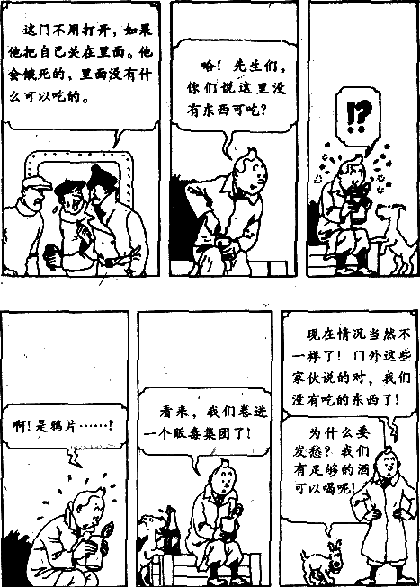 这门不用打开，如果
他把自己关在里面。他
会饿死的，里面没有什
么可以吃的。
哈！先生们，
你们说这里没
有东西可吃？
!?
啊！是鸦片……！
看来，我们卷进
一个贩毒集团了！
现在情况当然不
一样了！门外这些
家伙说的对，我们
没有吃的东西了！
为什么要
发愁？我们
有足够的酒
可以喝呢！